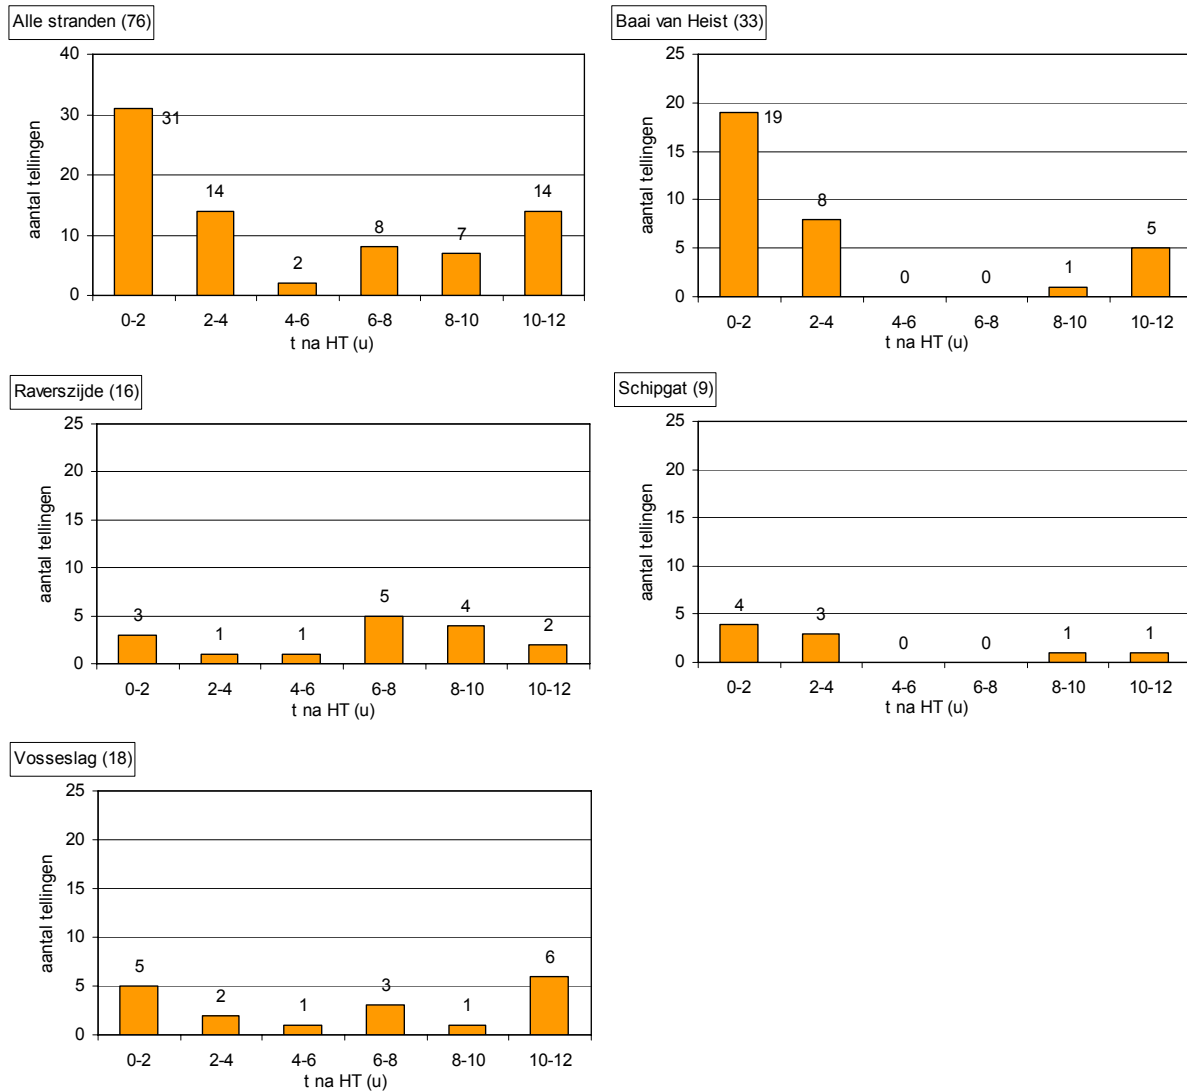 Alle stranden (76)
40
30
20
10
0
aantal tellingen
31
14
2
8
7
14
0-2 2-4 4-6 6-8 8-10 10-12
t na HT (u)
Baai van Heist (33)
25
20
15
10
5
0
aantal tellingen
19
8
0
0
1
5
0-2 2-4 4-6 6-8 8-10 10-12
t na HT (u)
Raverszijde (16)
25
20
15
10
5
0
aantal tellingen
3
1
1
5
4
2
0-2 2-4 4-6 6-8 8-10 10-12
t na HT (u)
Schipgat (9)
25
20
15
10
5
0
aantal tellingen
4
3
0
0
1
1
0-2 2-4 4-6 6-8 8-10 10-12
t na HT (u)
Vosseslag (18)
25
20
15
10
5
0
aantal tellingen
5
2
1
3
1
6
0-2 2-4 4-6 6-8 8-10 10-12
t na HT (u)